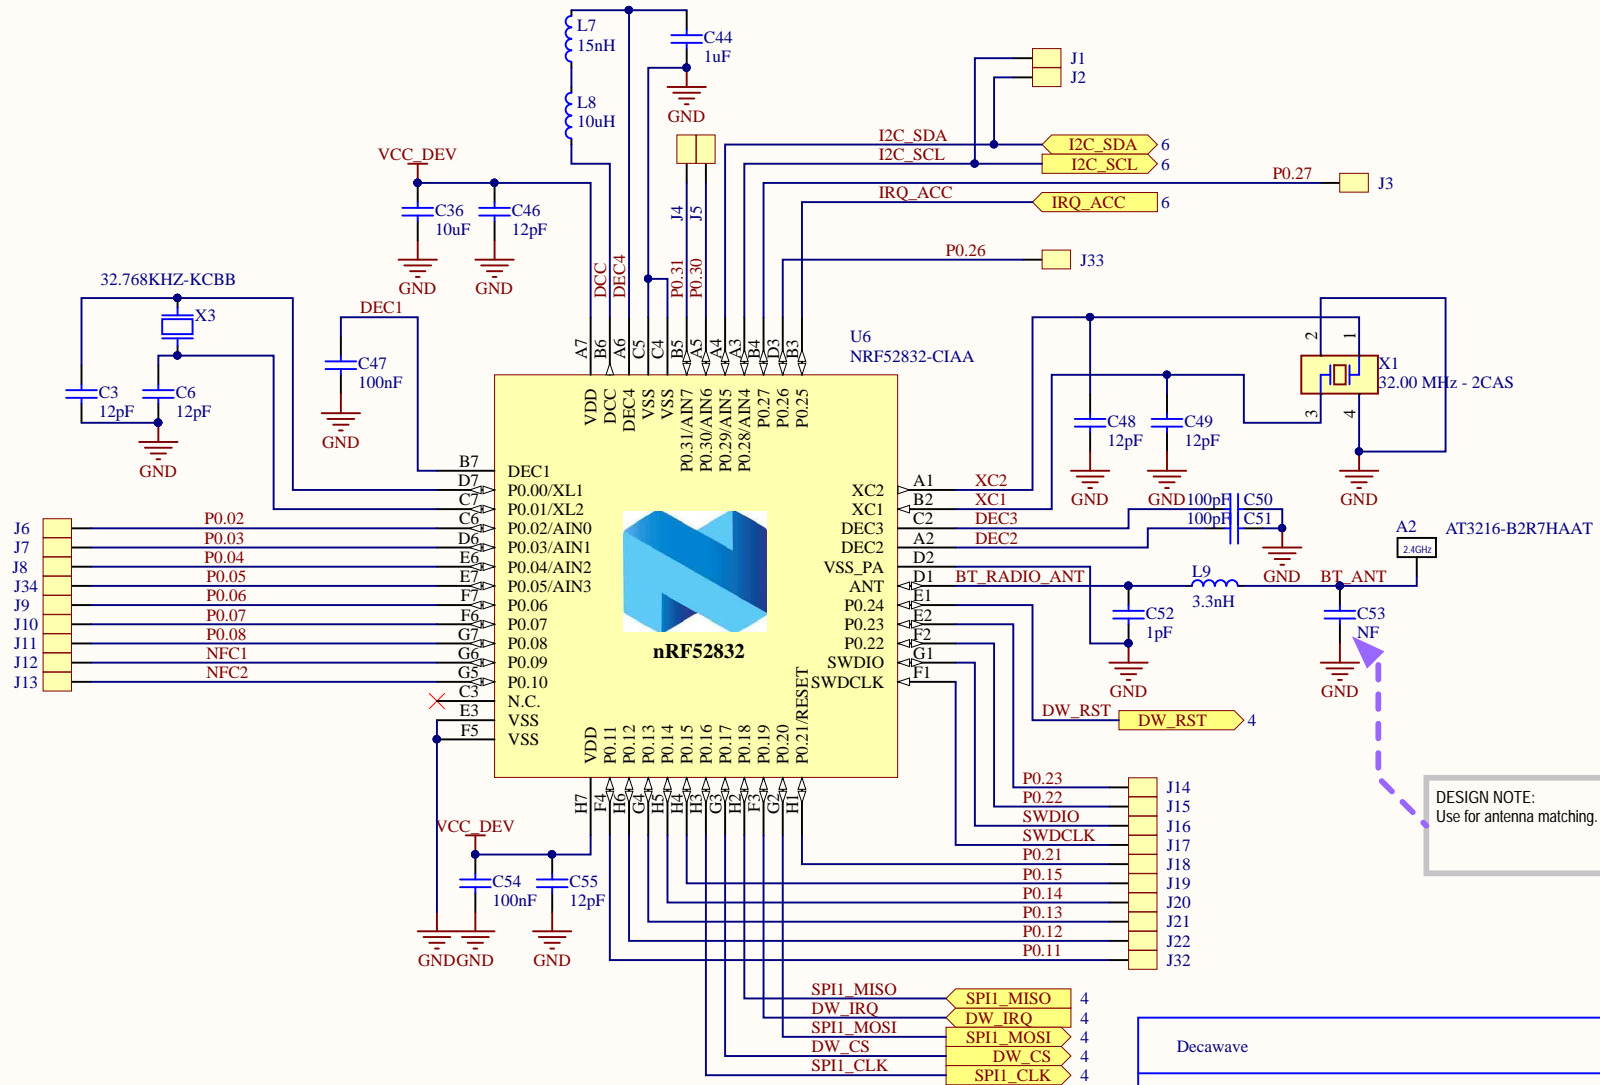 L7
15nH
C44
1uF
L8
10uH
GND
J1
J2
I2C_SDA
I2C_SCL
I2C_SDA 6
I2C_SCL 6
VCC_DEV
C36
10uF
C46
12pF
GND
GND
J4
J5
P0.31
P0.30
DCC
DEC4
P0.27
J3
IRQ_ACC
IRQ_ACC 6
P0.26
J33
32.768KHZ-KCBB
X3
C3
12pF
C6
12pF
GND
DEC1
C47
100nF
GND
U6
NRF52832-CIAA
A7
B6
A6
C5
C4
B5
A5
A4
A3
B4
D3
B3
VDD
DCC
DEC4
VSS
VSS
P0.31/AIN7
P0.30/AIN6
P0.29/AIN5
P0.28/AIN4
P0.27
P0.26
P0.25
2
1
3
4
X1
32.00 MHz - 2CAS
C48
12pF
C49
12pF
GND
GND
GND
B7 DEC1
D7 P0.00/XL1
C7 P0.01/XL2
J6 P0.02 C6 P0.02/AIN0
J7 P0.03 D6 P0.03/AIN1
J8 P0.04 E6 P0.04/AIN2
J34 P0.05 E7 P0.05/AIN3
J9 P0.06 F7 P0.06
J10 P0.07 F6 P0.07
J11 P0.08 G7 P0.08
J12 NFC1 G6 P0.09
J13 NFC2 G5 P0.10
C3 N.C.
E3 VSS
F5 VSS
nRF52832
XC2 A1 XC2
XC1 B2 XC1
DEC3 C2 DEC3
DEC2 A2 DEC2
VSS_PA D2
ANT D1 BT_RADIO_ANT
P0.24 E1
P0.23 E2
P0.22 F2
SWDIO G1
SWDCLK F1
100pF C50
100pF C51
GND
A2
AT3216-B2R7HAAT
2.4GHz
L9
3.3nH
BT_ANT
C52
1pF
GND
C53
NF
GND
DW_RST
DW_RST 4
DESIGN NOTE:
Use for antenna matching.
VDD
P0.11
P0.12
P0.13
P0.14
P0.15
P0.16
P0.17
P0.18
P0.19
P0.20
P0.21/RESET
H7
F4
H6
G4
H5
H4
H3
G3
H2
F3
G2
H1
VCC_DEV
C54
100nF
C55
12pF
GND
GND
GND
P0.23 J14
P0.22 J15
SWDIO J16
SWDCLK J17
P0.21 J18
P0.15 J19
P0.14 J20
P0.13 J21
P0.12 J22
P0.11 J32
SPI1_MISO SPI1_MISO 4
DW_IRQ DW_IRQ 4
SPI1_MOSI SPI1_MOSI 4
DW_CS DW_CS 4
SPI1_CLK SPI1_CLK 4
Decawave